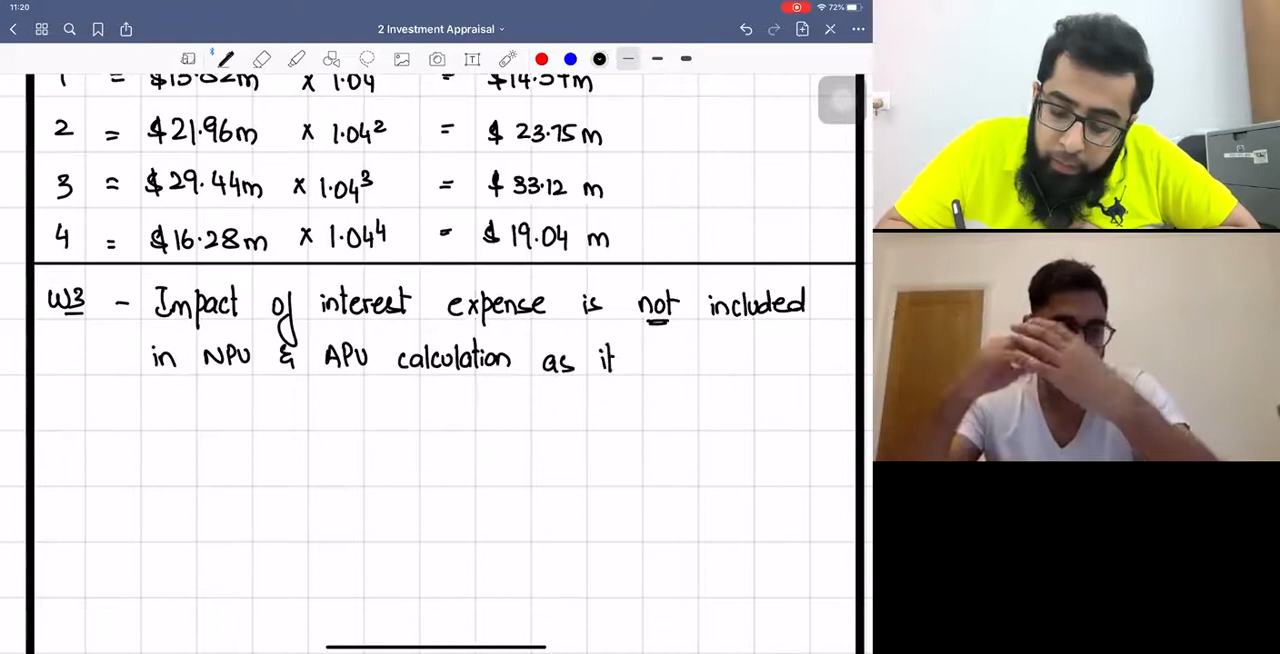 11:20
72%
2 Investment Appraisal
2 = $21.96m x 1.04² = $ 23.75 m
3 = $29.44m x 1.04³ = $ 33.12 m
4 = $16.28m x 1.04⁴ = $ 19.04 m
W3 - Impact of interest expense is not included
in NPV & APV calculation as it